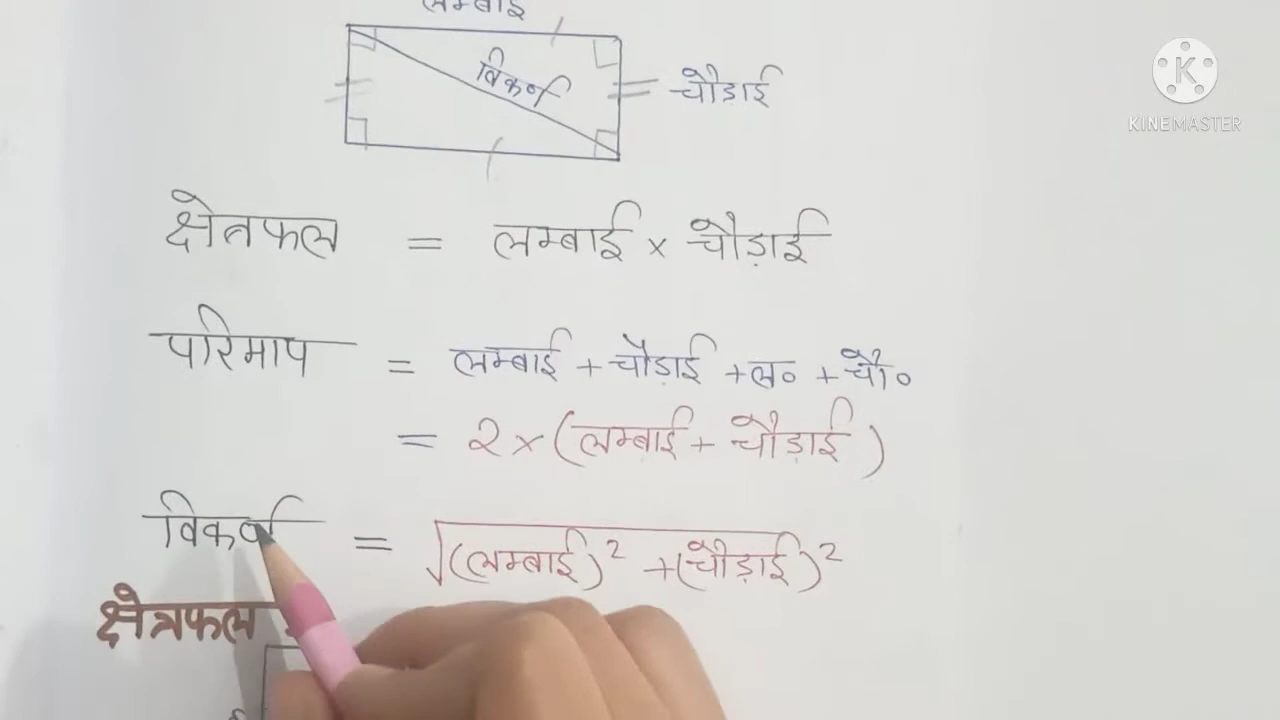 लम्बाई
विकर्ण
चौड़ाई
KINEMASTER
क्षेत्रफल = लम्बाई × चौड़ाई
परिमाप = लम्बाई + चौड़ाई + ल० + चौ०
= 2 × (लम्बाई + चौड़ाई)
विकर्ण = √(लम्बाई)² + (चौड़ाई)²
क्षेत्रफल